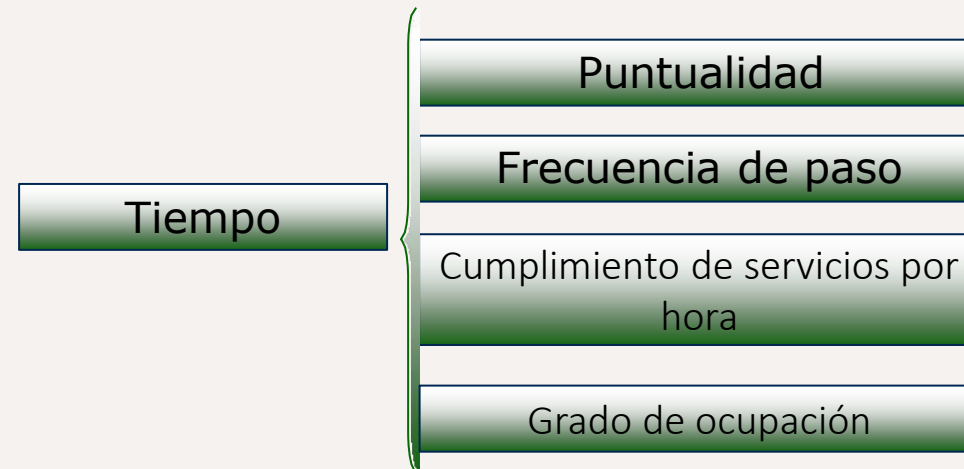 Tiempo
Puntualidad
Frecuencia de paso
Cumplimiento de servicios por
hora
Grado de ocupación